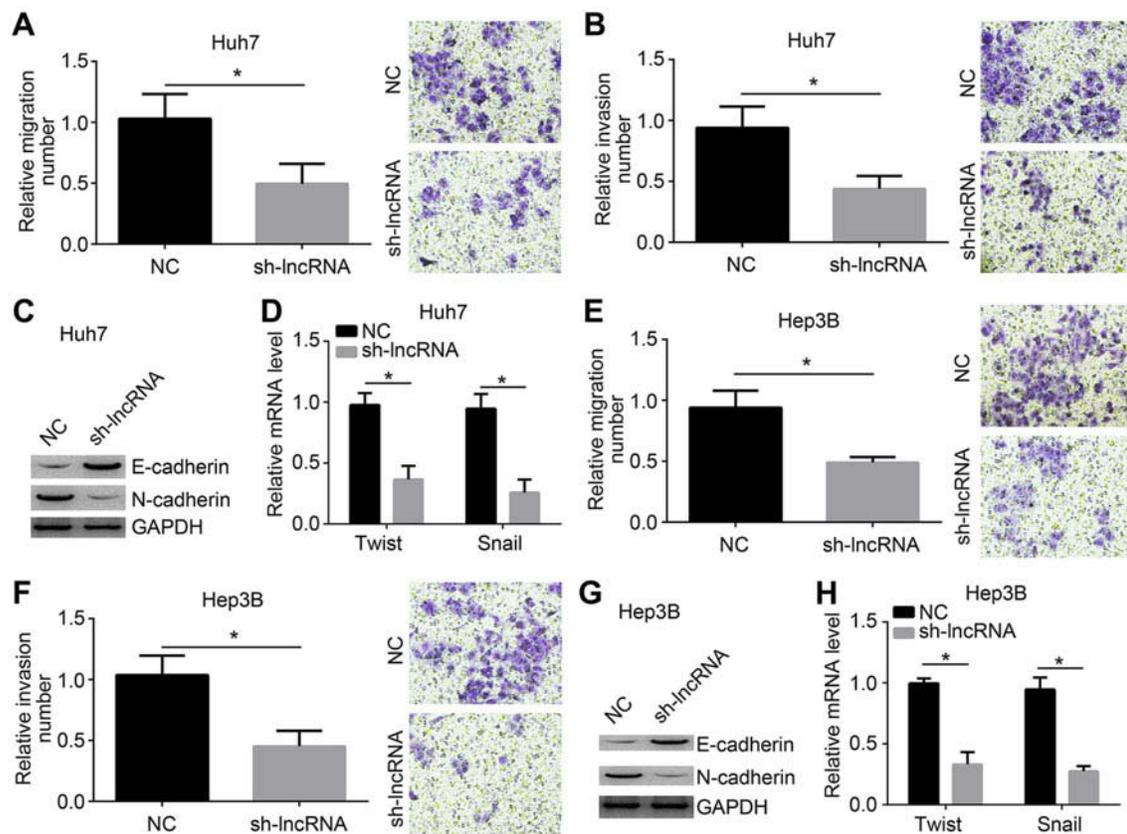 A
Huh7
Relative migration
number
1.5
1.0
0.5
0.0
*
NC
sh-lncRNA
NC
sh-lncRNA
B
Huh7
Relative invasion
number
1.5
1.0
0.5
0.0
*
NC
sh-lncRNA
NC
sh-lncRNA
C
Huh7
NC
sh-lncRNA
E-cadherin
N-cadherin
GAPDH
D
Huh7
NC
sh-lncRNA
Relative mRNA level
1.5
1.0
0.5
0.0
*
*
Twist
Snail
E
Hep3B
Relative migration
number
1.5
1.0
0.5
0.0
*
NC
sh-lncRNA
NC
sh-lncRNA
F
Hep3B
Relative invasion
number
1.5
1.0
0.5
0.0
*
NC
sh-lncRNA
NC
sh-lncRNA
G
Hep3B
NC
sh-lncRNA
E-cadherin
N-cadherin
GAPDH
H
Hep3B
NC
sh-lncRNA
Relative mRNA level
1.5
1.0
0.5
0.0
*
*
Twist
Snail